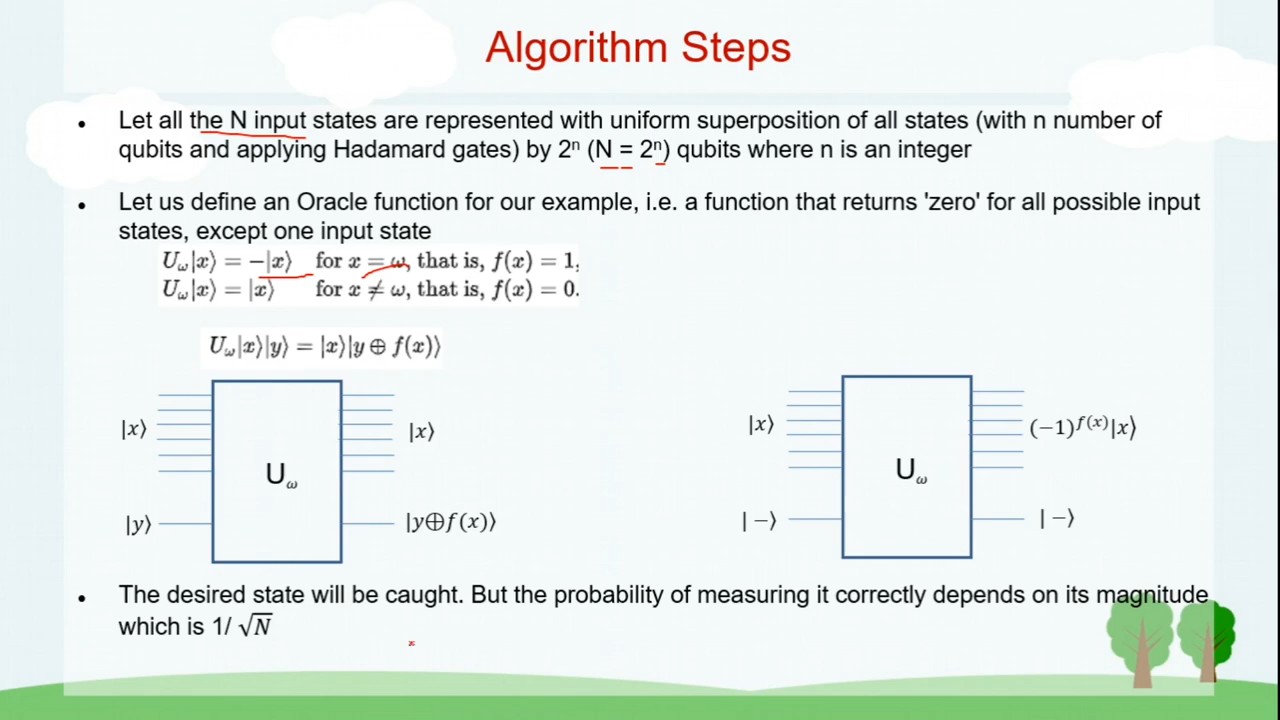 Algorithm Steps
• Let all the N input states are represented with uniform superposition of all states (with n number of
qubits and applying Hadamard gates) by 2ⁿ (N = 2ⁿ) qubits where n is an integer
• Let us define an Oracle function for our example, i.e. a function that returns 'zero' for all possible input
states, except one input state
U_ω|x⟩ = −|x⟩ for x = ω, that is, f(x) = 1,
U_ω|x⟩ = |x⟩ for x ≠ ω, that is, f(x) = 0.
U_ω|x⟩|y⟩ = |x⟩|y ⊕ f(x)⟩
|x⟩
U_ω
|x⟩
|y⟩
|y⊕f(x)⟩
|x⟩
U_ω
(−1)^f(x)|x⟩
|−⟩
|−⟩
• The desired state will be caught. But the probability of measuring it correctly depends on its magnitude
which is 1/ √N